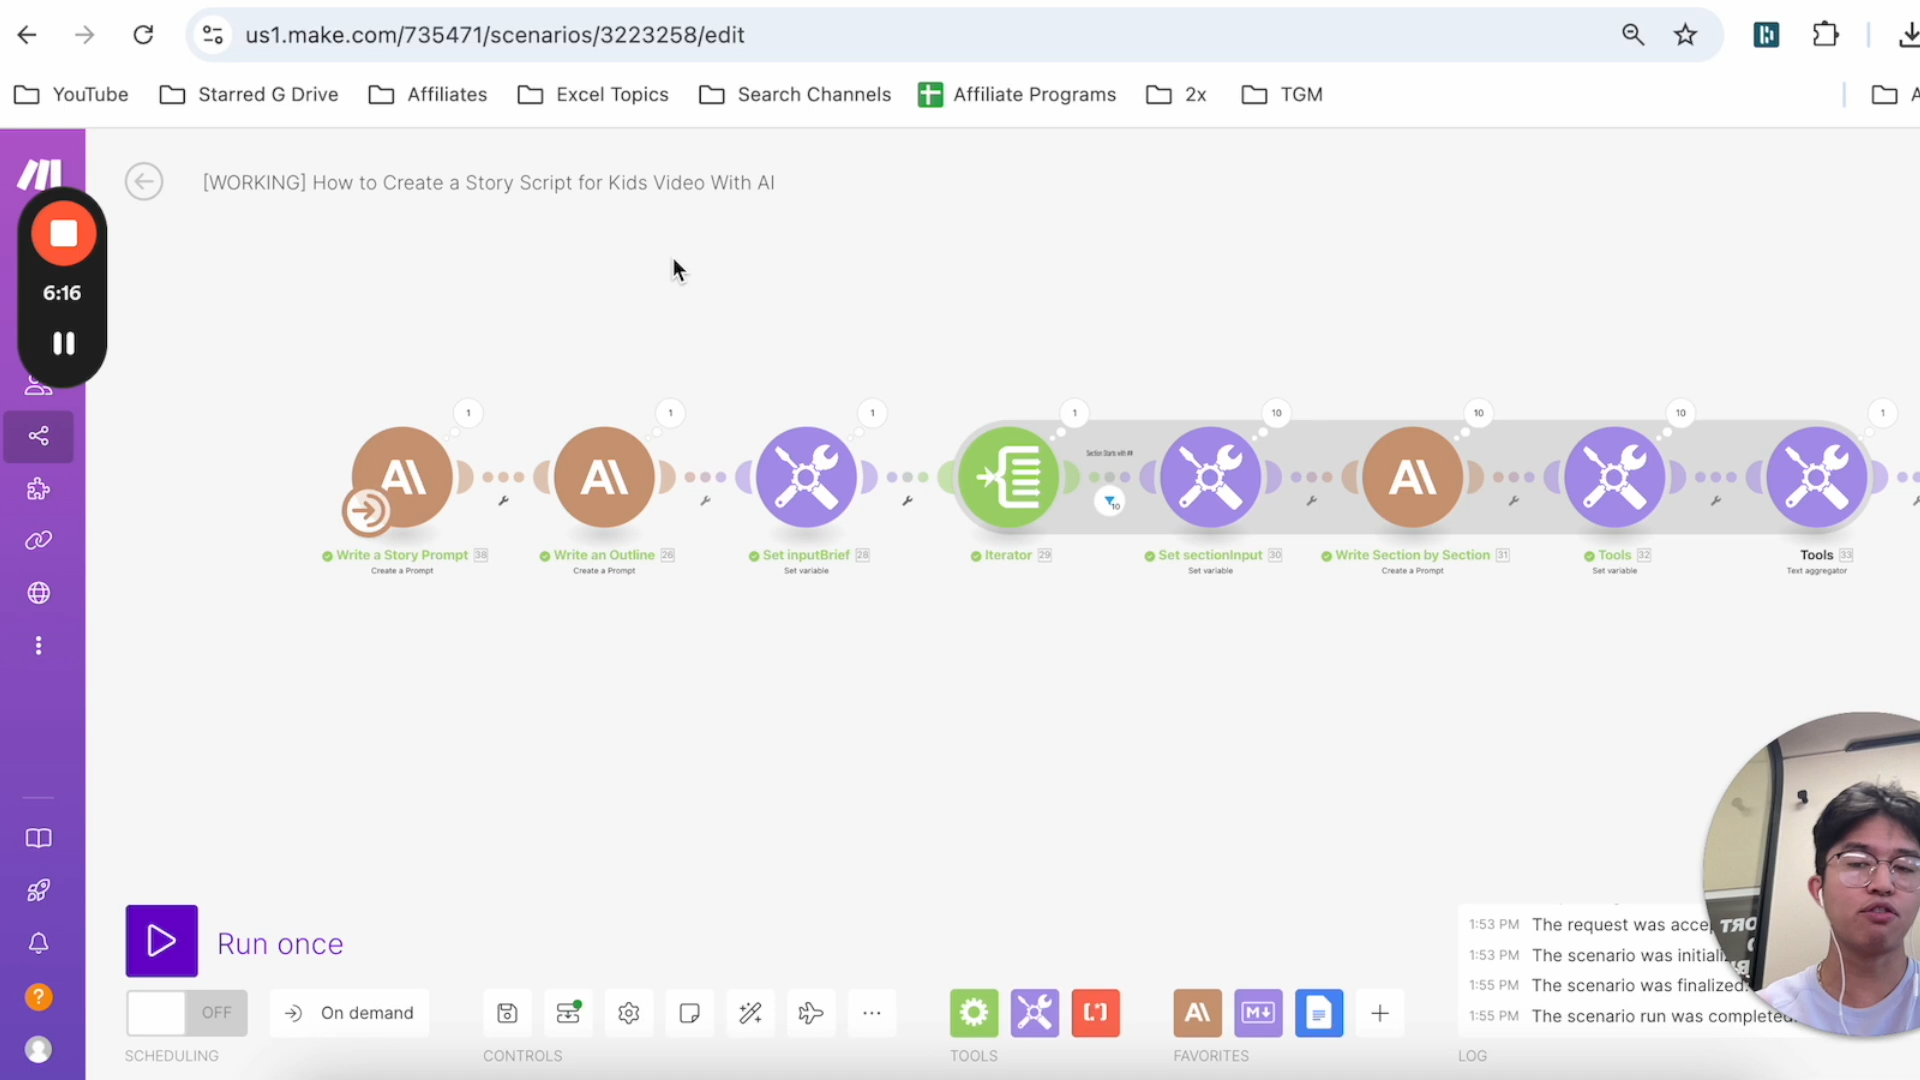 us1.make.com/735471/scenarios/3223258/edit
YouTube Starred G Drive Affiliates Excel Topics Search Channels Affiliate Programs 2x TGM
[WORKING] How to Create a Story Script for Kids Video With AI
6:16
1 1 1 1 10 10 10 1
Section Starts with ##
10
Write a Story Prompt 38
Create a Prompt
Write an Outline 26
Create a Prompt
Set inputBrief 28
Set variable
Iterator 29
Set sectionInput 30
Set variable
Write Section by Section 31
Create a Prompt
Tools 32
Set variable
Tools 33
Text aggregator
Run once
OFF
On demand
SCHEDULING
CONTROLS
TOOLS
FAVORITES
LOG
1:53 PM The request was acce
1:53 PM The scenario was initiali
1:55 PM The scenario was finalized.
1:55 PM The scenario run was completed.